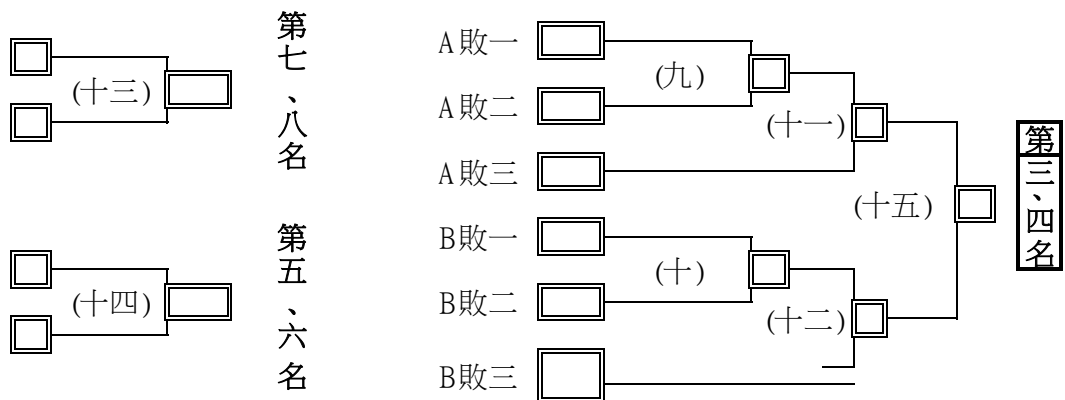 (十三)
第七、八名
(十四)
第五、六名
A敗一
A敗二
A敗三
B敗一
B敗二
B敗三
(九)
(十一)
(十)
(十二)
(十五)
第三、四名